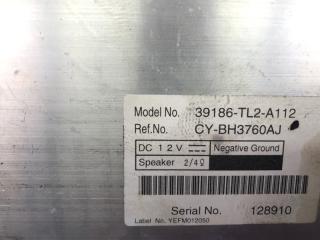 Model No. 39186-TL2-A112
Ref.No. CY-BH3760AJ
DC 12V Negative Ground
Speaker 2/4Ω
Serial No. 128910
Label No. YEFM012050